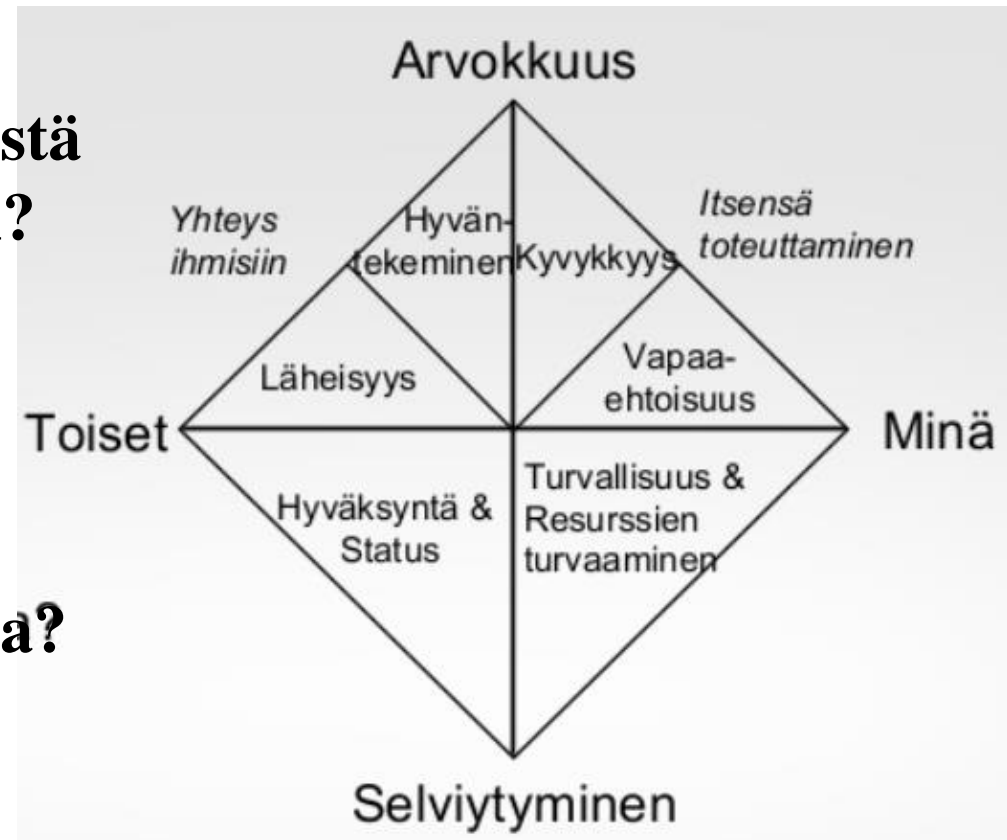 Arvokkuus
stä
?
Yhteys
ihmisiin
Hyvän-
tekeminen
Kyvykkyys
Itsensä
toteuttaminen
Läheisyys
Vapaa-
ehtoisuus
Toiset
Minä
Hyväksyntä &
Status
Turvallisuus &
Resurssien
turvaaminen
a?
Selviytyminen